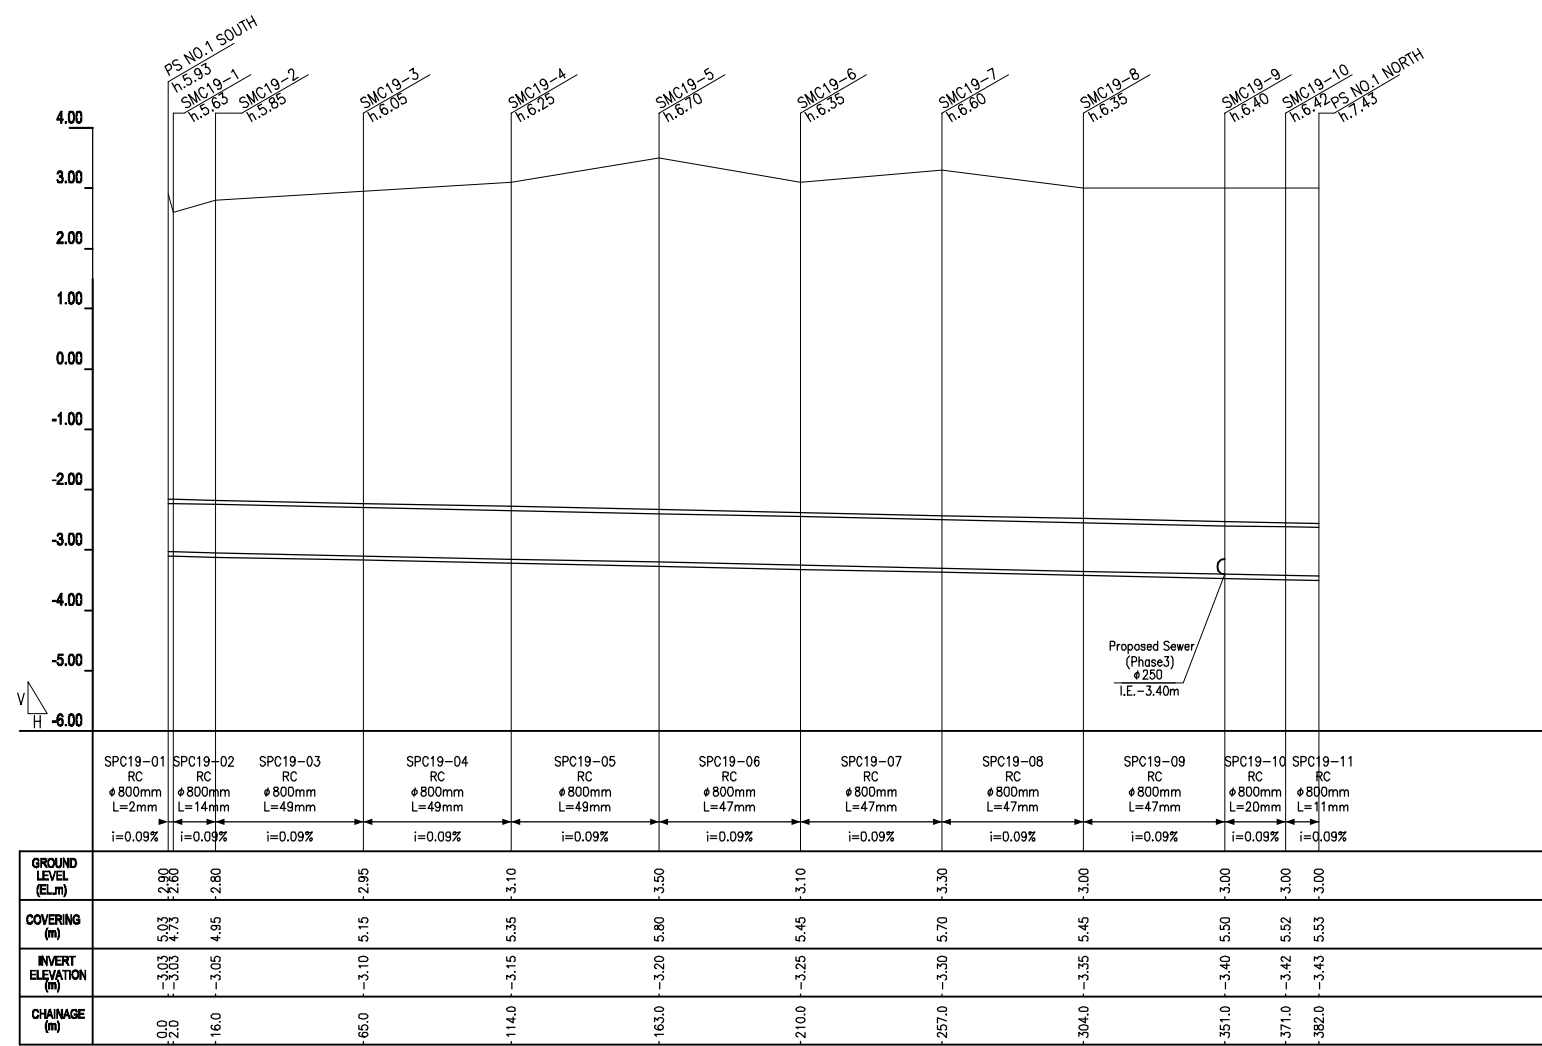 PS NO.1 SOUTH
h.5.93
SMC19-1
h.5.63
SMC19-2
h.5.85
SMC19-3
h.6.05
SMC19-4
h.6.25
SMC19-5
h.6.70
SMC19-6
h.6.35
SMC19-7
h.6.60
SMC19-8
h.6.35
SMC19-9
h.6.40
SMC19-10
h.6.42
PS NO.1 NORTH
h.7.43
4.00
3.00
2.00
1.00
0.00
-1.00
-2.00
-3.00
-4.00
-5.00
-6.00
V
H
Proposed Sewer
(Phase3)
φ250
I.E.-3.40m
SPC19-01 SPC19-02 SPC19-03 SPC19-04 SPC19-05 SPC19-06 SPC19-07 SPC19-08 SPC19-09 SPC19-10 SPC19-11
RC RC RC RC RC RC RC RC RC RC RC
φ800mm φ800mm φ800mm φ800mm φ800mm φ800mm φ800mm φ800mm φ800mm φ800mm φ800mm
L=2mm L=14mm L=49mm L=49mm L=49mm L=47mm L=47mm L=47mm L=47mm L=20mm L=11mm
i=0.09% i=0.09% i=0.09% i=0.09% i=0.09% i=0.09% i=0.09% i=0.09% i=0.09% i=0.09% i=0.09%
GROUND
LEVEL
(EL.m)
2.90 2.60 2.80 2.95 3.10 3.50 3.10 3.30 3.00 3.00 3.00 3.00
COVERING
(m)
5.03 4.73 4.95 5.15 5.35 5.80 5.45 5.70 5.45 5.50 5.52 5.53
INVERT
ELEVATION
(m)
-3.03 -3.03 -3.05 -3.10 -3.15 -3.20 -3.25 -3.30 -3.35 -3.40 -3.42 -3.43
CHAINAGE
(m)
0.0 2.0 16.0 65.0 114.0 163.0 210.0 257.0 304.0 351.0 371.0 382.0